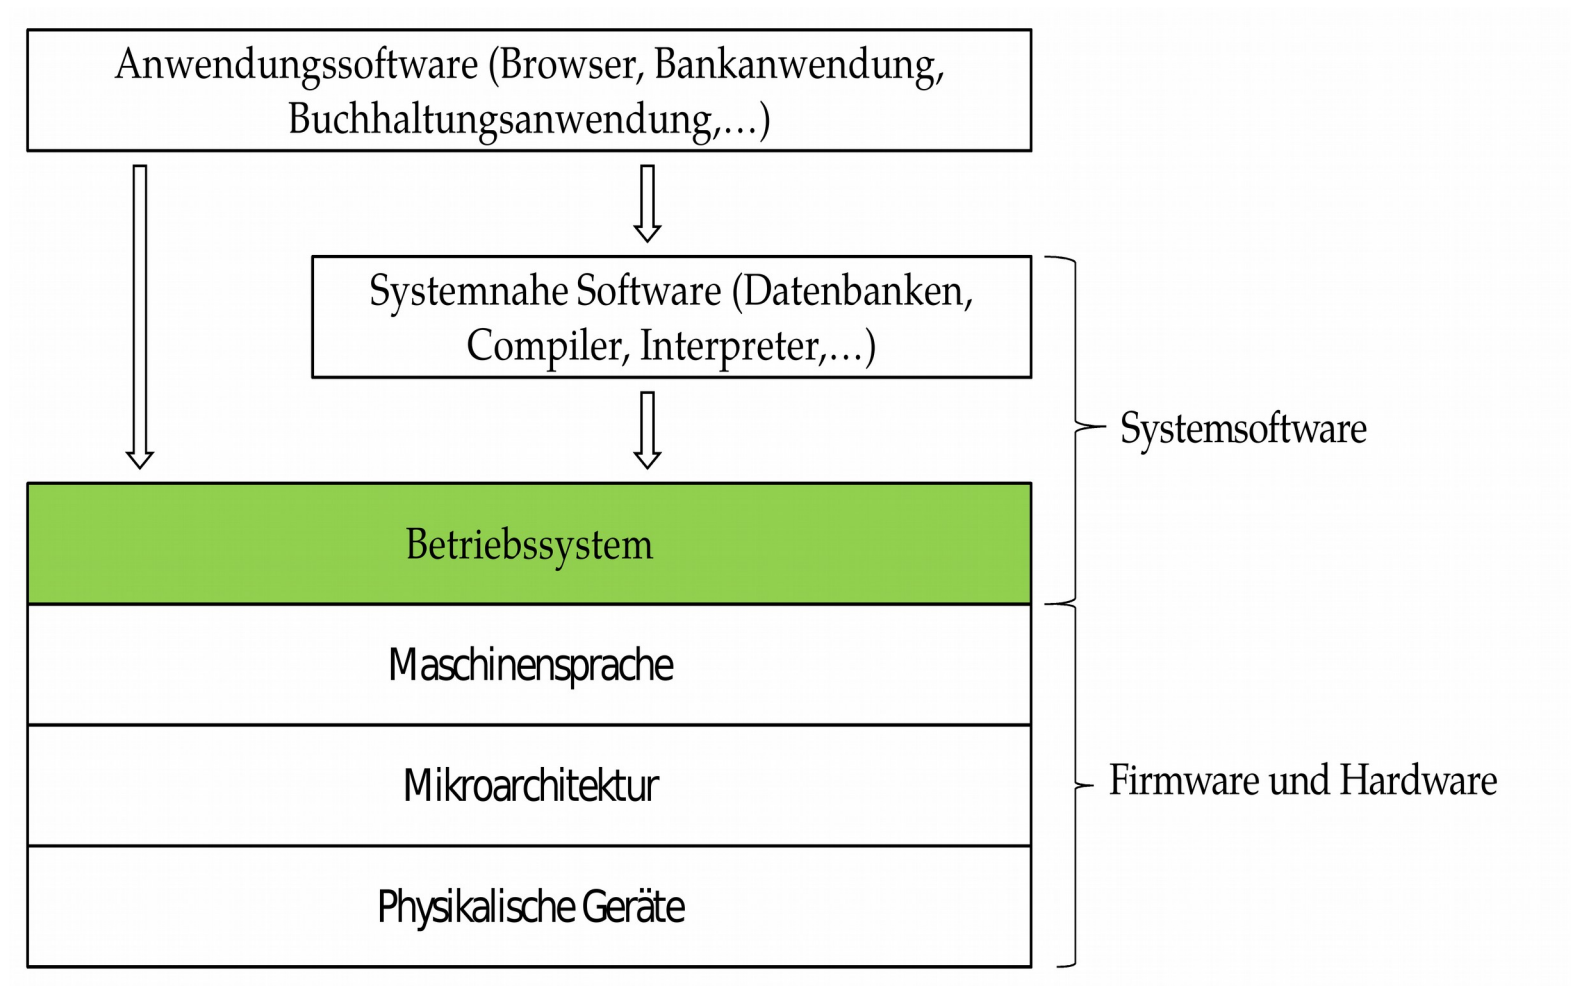 Anwendungssoftware (Browser, Bankanwendung,
Buchhaltungsanwendung,…)
Systemnahe Software (Datenbanken,
Compiler, Interpreter,…)
Systemsoftware
Betriebssystem
Maschinensprache
Mikroarchitektur
Firmware und Hardware
Physikalische Geräte